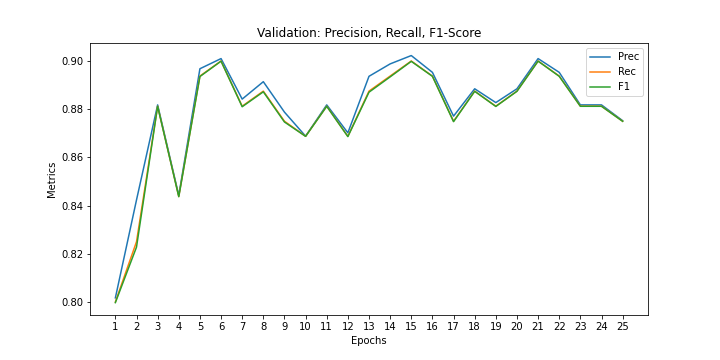 Validation: Precision, Recall, F1-Score
Prec
Rec
F1
Metrics
0.90
0.88
0.86
0.84
0.82
0.80
1 2 3 4 5 6 7 8 9 10 11 12 13 14 15 16 17 18 19 20 21 22 23 24 25
Epochs